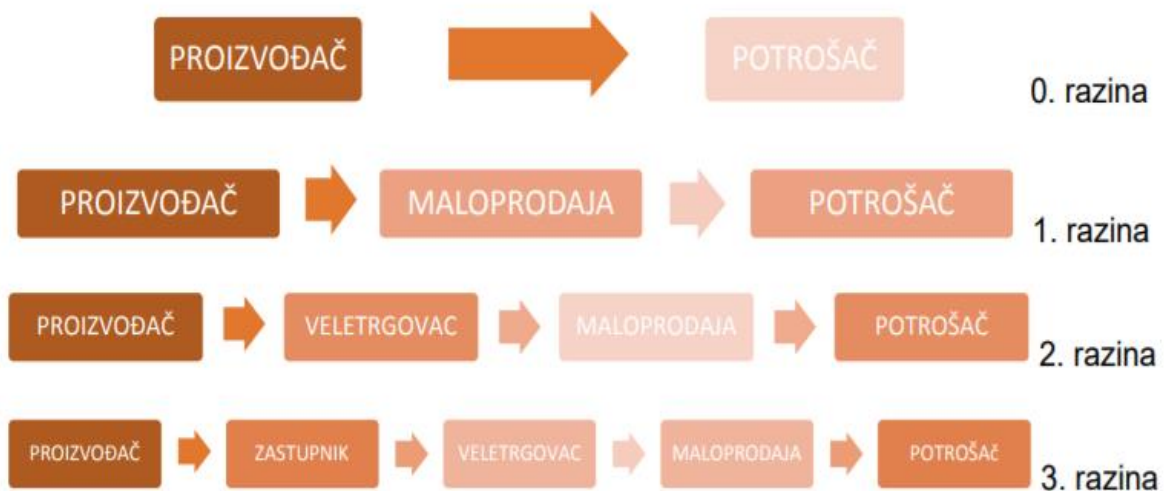 PROIZVOĐAČ POTROŠAČ 0. razina
PROIZVOĐAČ MALOPRODAJA POTROŠAČ 1. razina
PROIZVOĐAČ VELETRGOVAC MALOPRODAJA POTROŠAČ 2. razina
PROIZVOĐAČ ZASTUPNIK VELETRGOVAC MALOPRODAJA POTROŠAč 3. razina